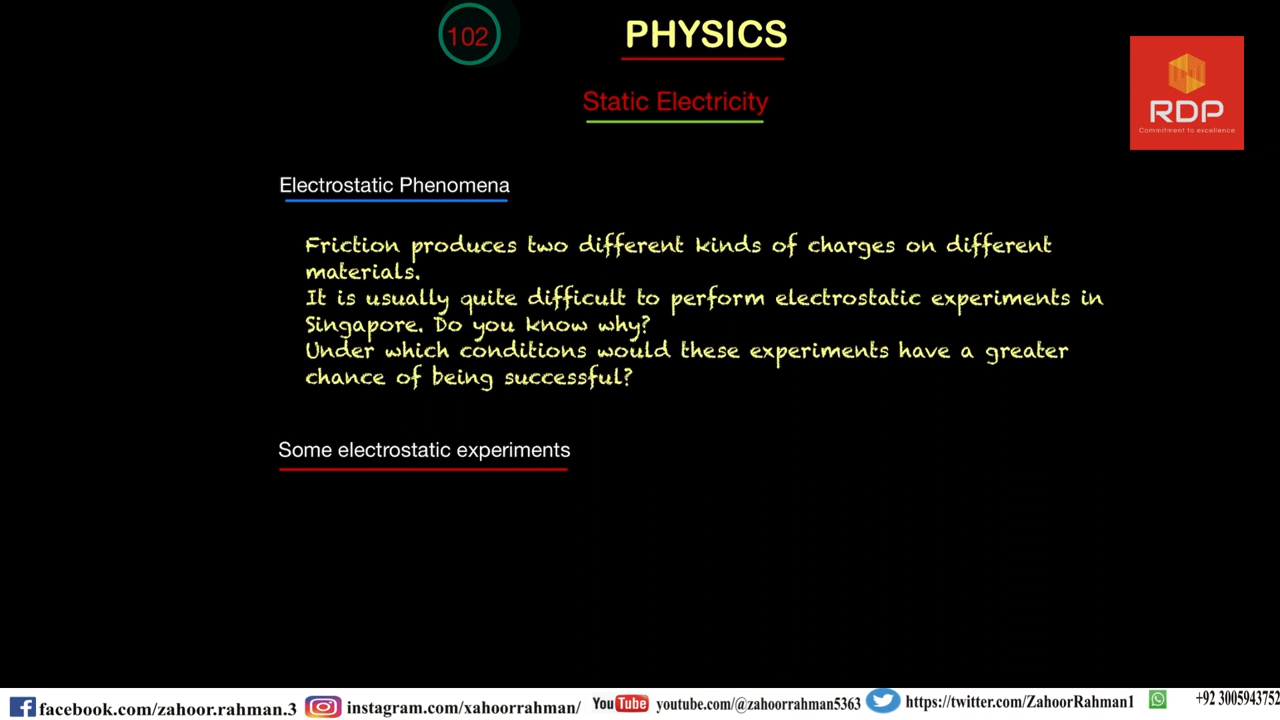 102
PHYSICS
Static Electricity
RDP
Commitment to excellence
Electrostatic Phenomena
Friction produces two different kinds of charges on different
materials.
It is usually quite difficult to perform electrostatic experiments in
Singapore. Do you know why?
Under which conditions would these experiments have a greater
chance of being successful?
Some electrostatic experiments
facebook.com/zahoor.rahman.3 instagram.com/xahoorrahman/ YouTube youtube.com/@zahoorrahman5363 https://twitter.com/ZahoorRahman1 +92 3005943752